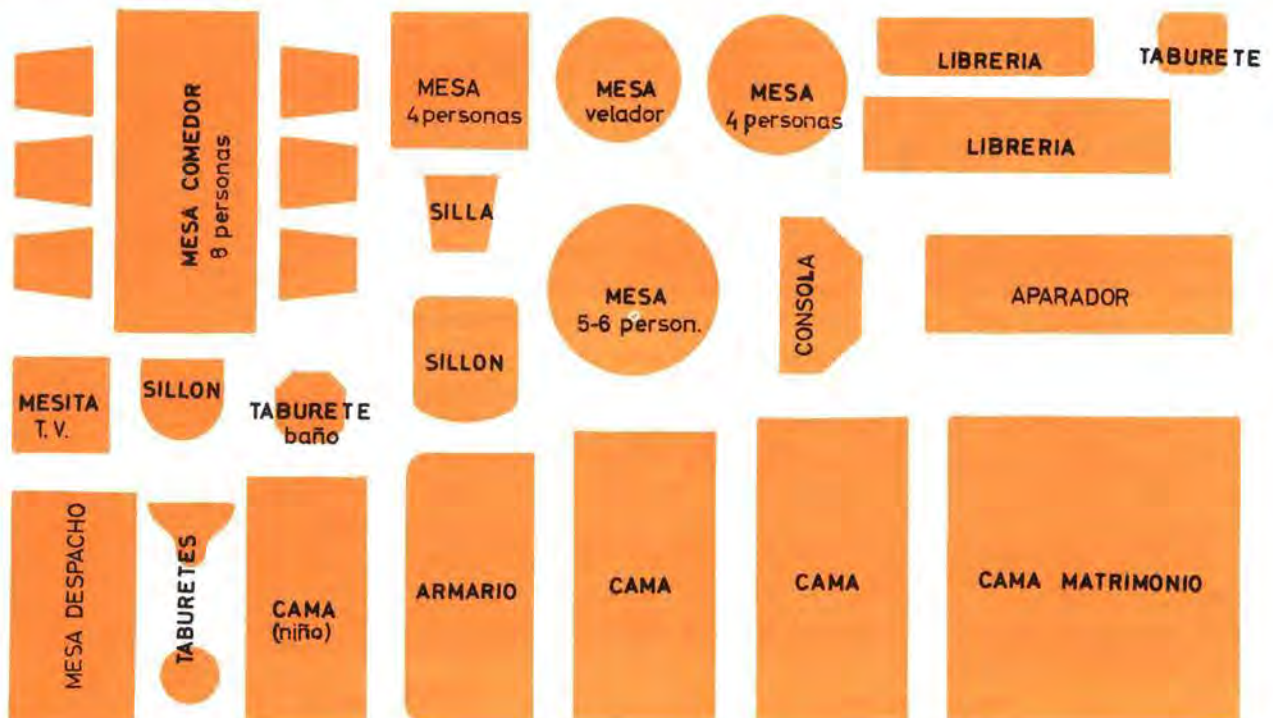 MESA COMEDOR
8 personas
MESA
4 personas
MESA
velador
MESA
4 personas
LIBRERIA
TABURETE
LIBRERIA
SILLA
MESA
5-6 person.
CONSOLA
APARADOR
SILLON
MESITA
T. V.
SILLON
TABURETE
baño
MESA DESPACHO
TABURETES
CAMA
(niño)
ARMARIO
CAMA
CAMA
CAMA MATRIMONIO